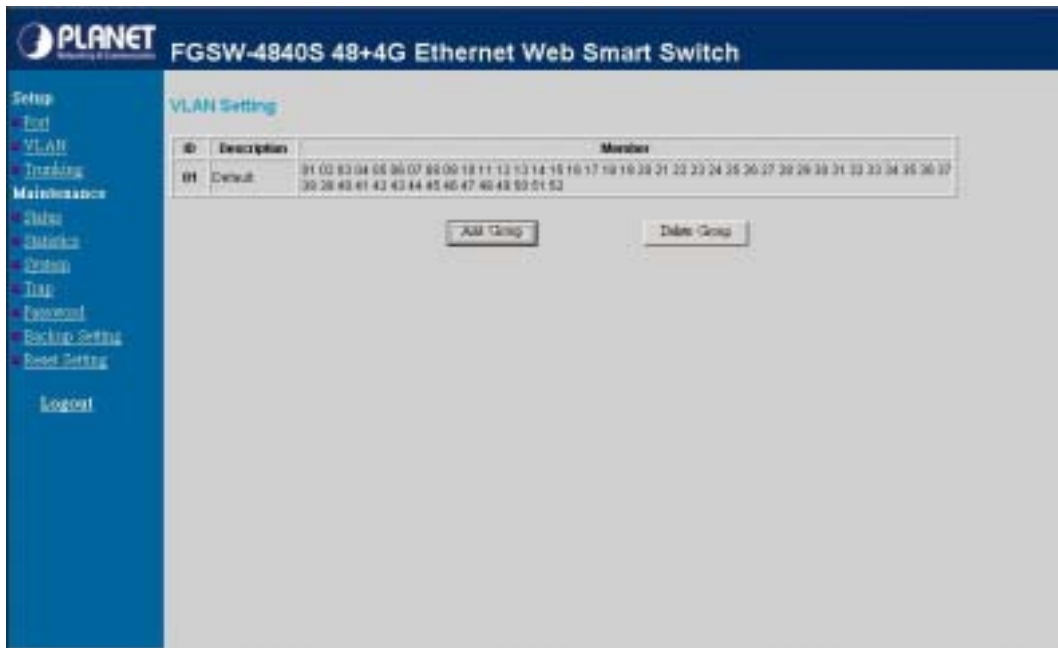 PLANET
Networking & Communication
FGSW-4840S 48+4G Ethernet Web Smart Switch
Setup
Port
VLAN
Trunking
Maintenance
Status
Statistics
System
Trap
Password
Backup Setting
Reset Setting
Logout
VLAN Setting
ID Description Member
01 Default 01 02 03 04 05 06 07 08 09 10 11 12 13 14 15 16 17 18 19 20 21 22 23 24 25 26 27 28 29 30 31 32 33 34 35 36 37
38 39 40 41 42 43 44 45 46 47 48 49 50 51 52
Add Group
Delete Group